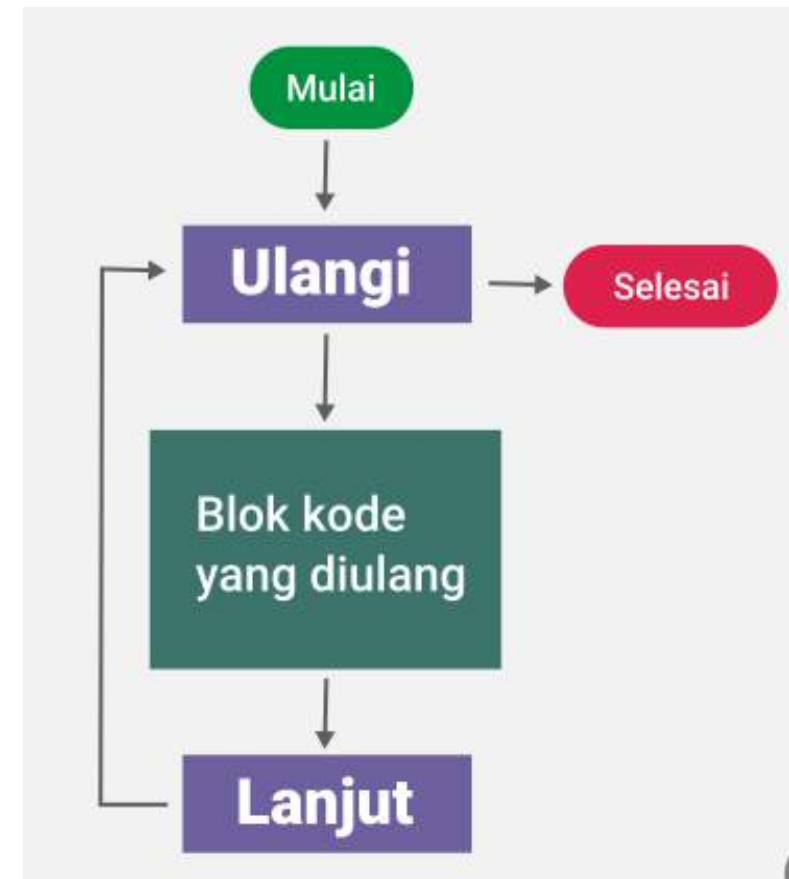 Mulai
Ulangi
Selesai
Blok kode
yang diulang
Lanjut